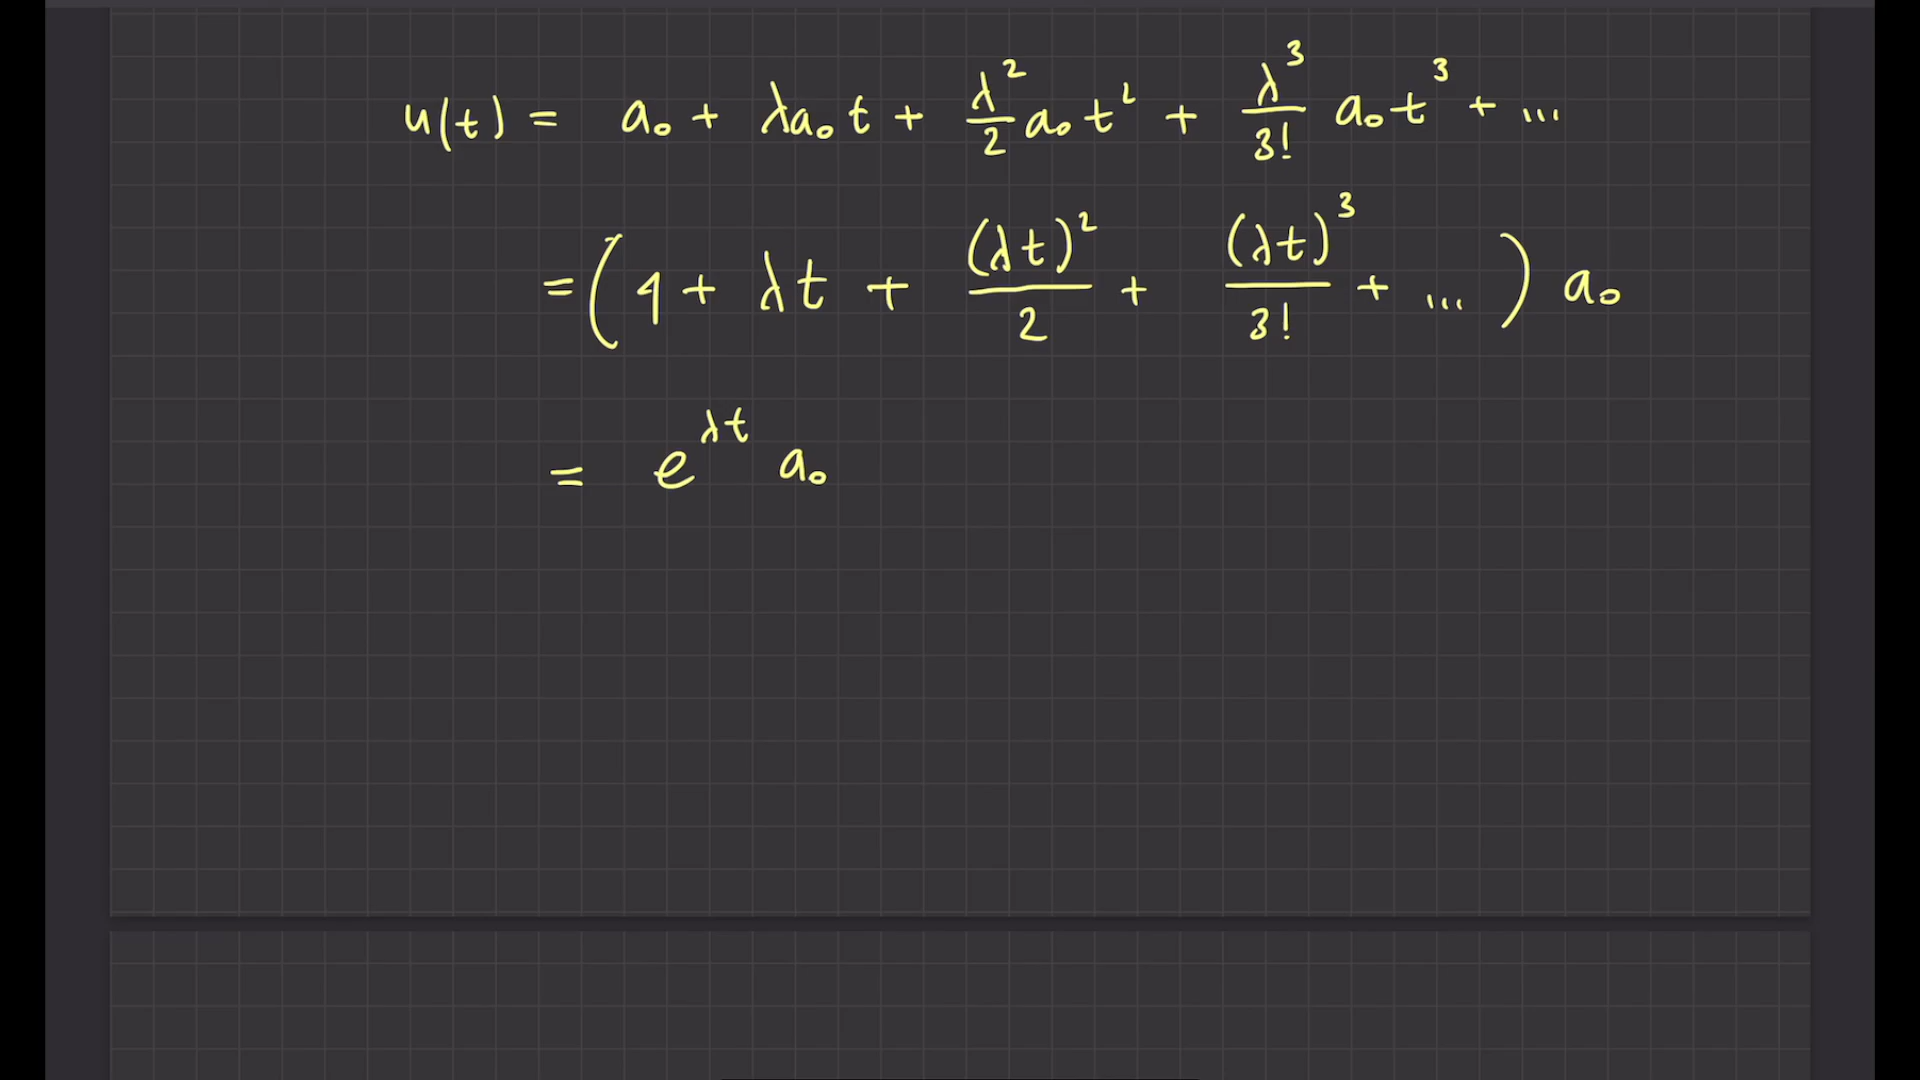 u(t) = a₀ + λa₀t + λ²/2 a₀t² + λ³/3! a₀t³ + ...
= (1 + λt + (λt)²/2 + (λt)³/3! + ...) a₀
= e^λt a₀